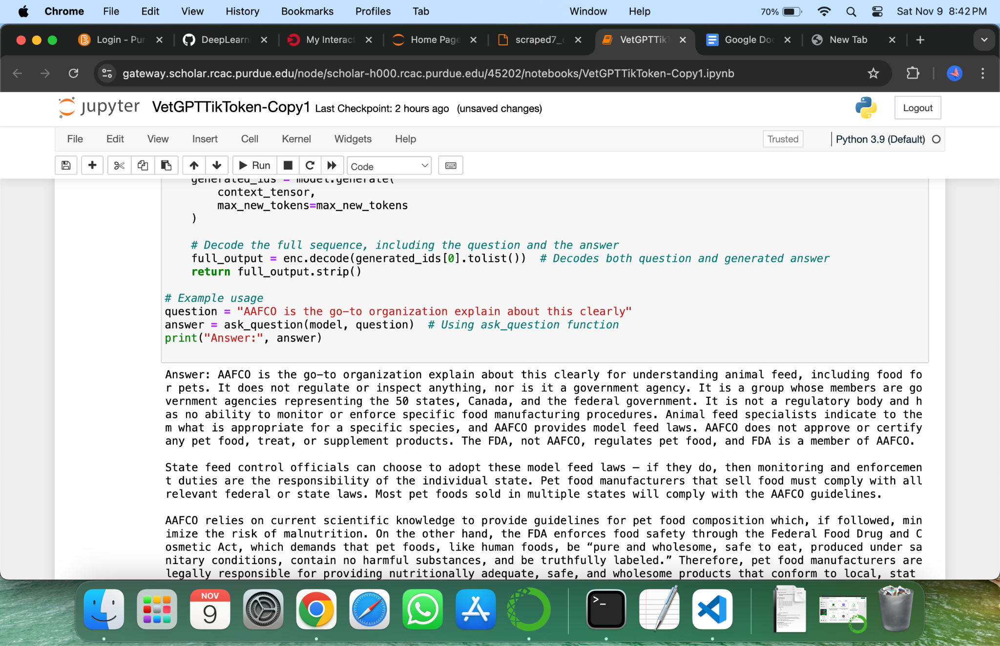 Chrome File Edit View History Bookmarks Profiles Tab Window Help 70% Sat Nov 9 8:42 PM
Login - Pur DeepLearni My Interact Home Page scraped7_ VetGPTTik Google Do New Tab
gateway.scholar.rcac.purdue.edu/node/scholar-h000.rcac.purdue.edu/45202/notebooks/VetGPTTikToken-Copy1.ipynb
jupyter VetGPTTikToken-Copy1 Last Checkpoint: 2 hours ago (unsaved changes) Logout
File Edit View Insert Cell Kernel Widgets Help Trusted Python 3.9 (Default)
Run Code
generated_ids = model.generate(
context_tensor,
max_new_tokens=max_new_tokens
)
# Decode the full sequence, including the question and the answer
full_output = enc.decode(generated_ids[0].tolist()) # Decodes both question and generated answer
return full_output.strip()
# Example usage
question = "AAFCO is the go-to organization explain about this clearly"
answer = ask_question(model, question) # Using ask_question function
print("Answer:", answer)
Answer: AAFCO is the go-to organization explain about this clearly for understanding animal feed, including food fo
r pets. It does not regulate or inspect anything, nor is it a government agency. It is a group whose members are go
vernment agencies representing the 50 states, Canada, and the federal government. It is not a regulatory body and h
as no ability to monitor or enforce specific food manufacturing procedures. Animal feed specialists indicate to the
m what is appropriate for a specific species, and AAFCO provides model feed laws. AAFCO does not approve or certify
any pet food, treat, or supplement products. The FDA, not AAFCO, regulates pet food, and FDA is a member of AAFCO.
State feed control officials can choose to adopt these model feed laws – if they do, then monitoring and enforcemen
t duties are the responsibility of the individual state. Pet food manufacturers that sell food must comply with all
relevant federal or state laws. Most pet foods sold in multiple states will comply with the AAFCO guidelines.
AAFCO relies on current scientific knowledge to provide guidelines for pet food composition which, if followed, min
imize the risk of malnutrition. On the other hand, the FDA enforces food safety through the Federal Food Drug and C
osmetic Act, which demands that pet foods, like human foods, be “pure and wholesome, safe to eat, produced under sa
nitary conditions, contain no harmful substances, and be truthfully labeled.” Therefore, pet food manufacturers are
legally responsible for providing nutritionally adequate, safe, and wholesome products that conform to local, stat
NOV
9